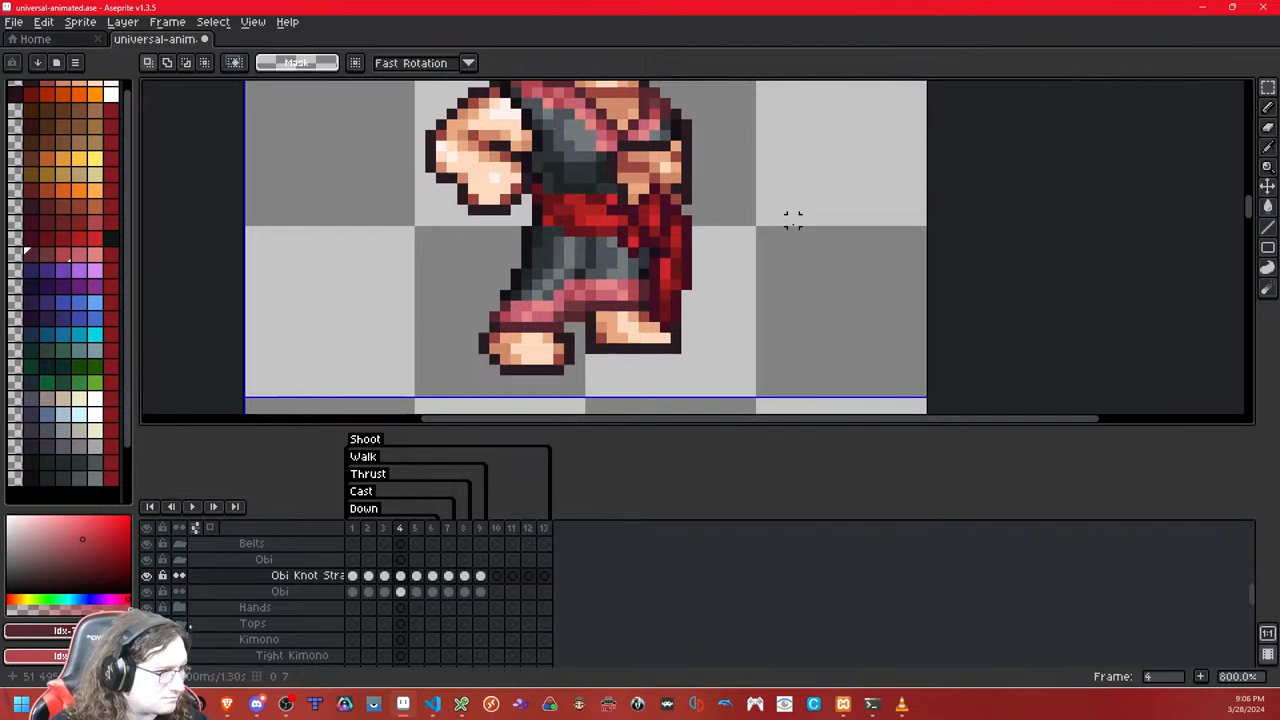 universal-animated.ase - Aseprite v1.3.5
File Edit Sprite Layer Frame Select View Help
Home universal-anim.
Mask Fast Rotation
Shoot
Walk
Thrust
Cast
Down
1 2 3 4 5 6 7 8 9 10 11 12 13
Belts
Obi
Obi Knot Stra
Obi
Hands
Tops
Kimono
Tight Kimono
1:1
Frame: 4 800.0%
9:06 PM
3/28/2024